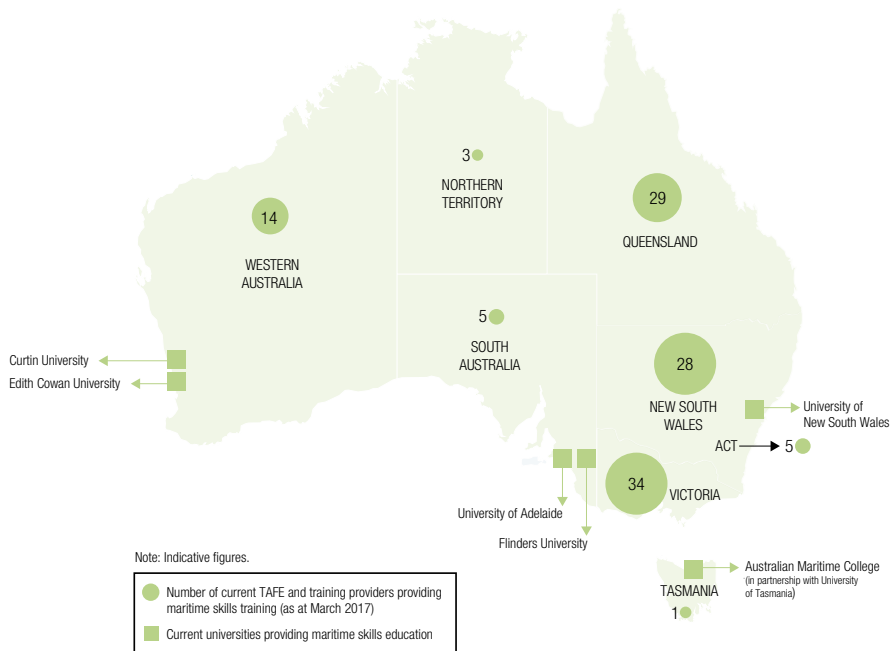 3
NORTHERN
TERRITORY
29
QUEENSLAND
14
WESTERN
AUSTRALIA
5
SOUTH
AUSTRALIA
Curtin University
Edith Cowan University
28
NEW SOUTH
WALES
University of
New South Wales
ACT
5
34
VICTORIA
University of Adelaide
Flinders University
Australian Maritime College
(in partnership with University
of Tasmania)
TASMANIA
1
Note: Indicative figures.
Number of current TAFE and training providers providing
maritime skills training (as at March 2017)
Current universities providing maritime skills education